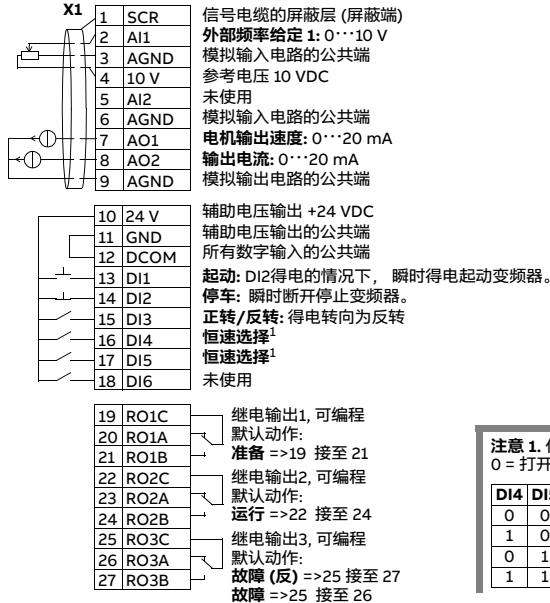 X1
1 SCR 信号电缆的屏蔽层 (屏蔽端)
2 AI1 外部频率给定 1: 0···10 V
3 AGND 模拟输入电路的公共端
4 10 V 参考电压 10 VDC
5 AI2 未使用
6 AGND 模拟输入电路的公共端
7 AO1 电机输出速度: 0···20 mA
8 AO2 输出电流: 0···20 mA
9 AGND 模拟输出电路的公共端
10 24 V 辅助电压输出 +24 VDC
11 GND 辅助电压输出的公共端
12 DCOM 所有数字输入的公共端
13 DI1 起动: DI2得电的情况下， 瞬时得电起动变频器。
14 DI2 停车: 瞬时断开停止变频器。
15 DI3 正转/反转: 得电转向为反转
16 DI4 恒速选择1
17 DI5 恒速选择1
18 DI6 未使用
19 RO1C 继电输出1, 可编程
20 RO1A 默认动作:
21 RO1B 准备 =>19 接至 21
22 RO2C 继电输出2, 可编程
23 RO2A 默认动作:
24 RO2B 运行 =>22 接至 24
25 RO3C 继电输出3, 可编程
26 RO3A 默认动作:
27 RO3B 故障 (反) =>25 接至 27
故障 =>25 接至 26
注意 1.
0 = 打开
DI4
0 0
1 0
0 1
1 1